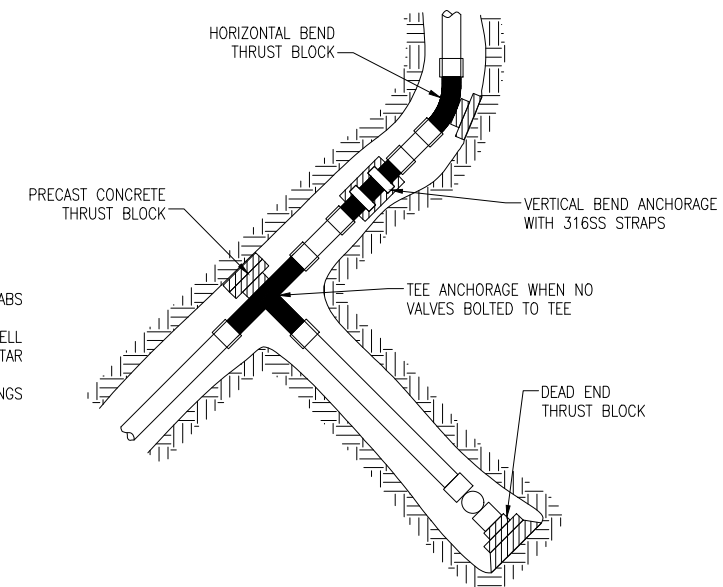 HORIZONTAL BEND
THRUST BLOCK
PRECAST CONCRETE
THRUST BLOCK
VERTICAL BEND ANCHORAGE
WITH 316SS STRAPS
TEE ANCHORAGE WHEN NO
VALVES BOLTED TO TEE
DEAD END
THRUST BLOCK